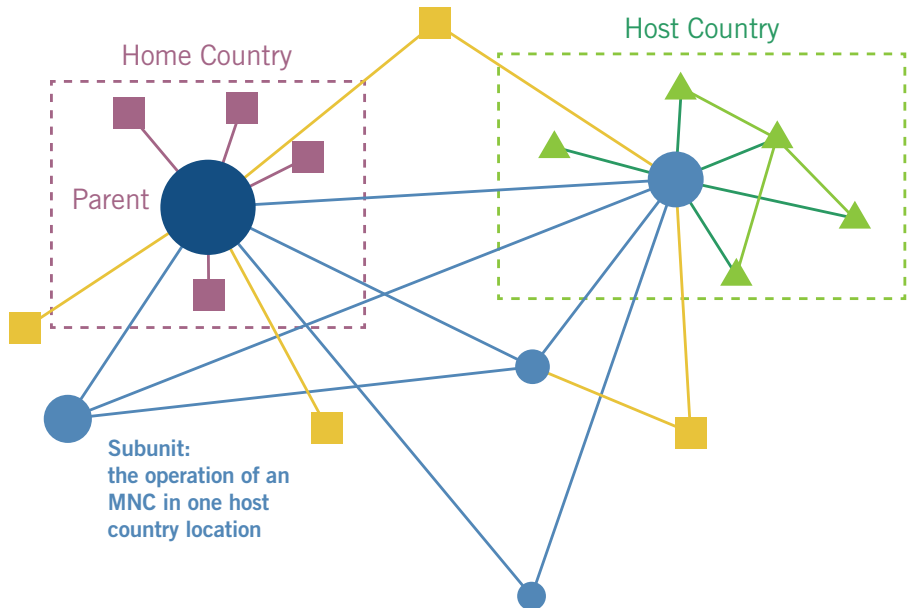 Host Country
Home Country
Parent
Subunit:
the operation of an
MNC in one host
country location